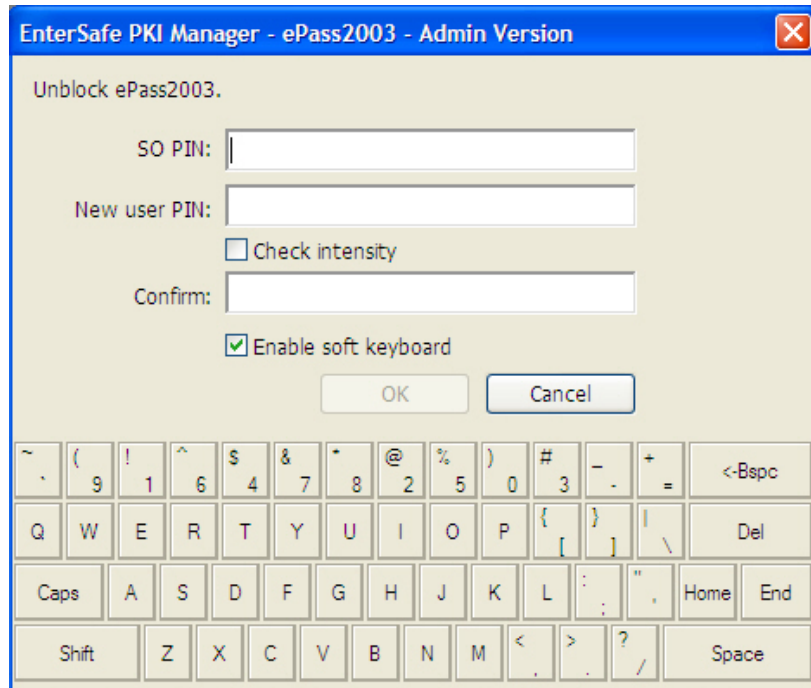 EnterSafe PKI Manager - ePass2003 - Admin Version
Unblock ePass2003.
SO PIN:
New user PIN:
Check intensity
Confirm:
Enable soft keyboard
OK Cancel
~ ` ( 9 ! 1 ^ 6 $ 4 & 7 * 8 @ 2 % 5 ) 0 # 3 _ - + = <-Bspc
Q W E R T Y U I O P { [ } ] | \ Del
Caps A S D F G H J K L : ; " ' Home End
Shift Z X C V B N M < , > . ? / Space